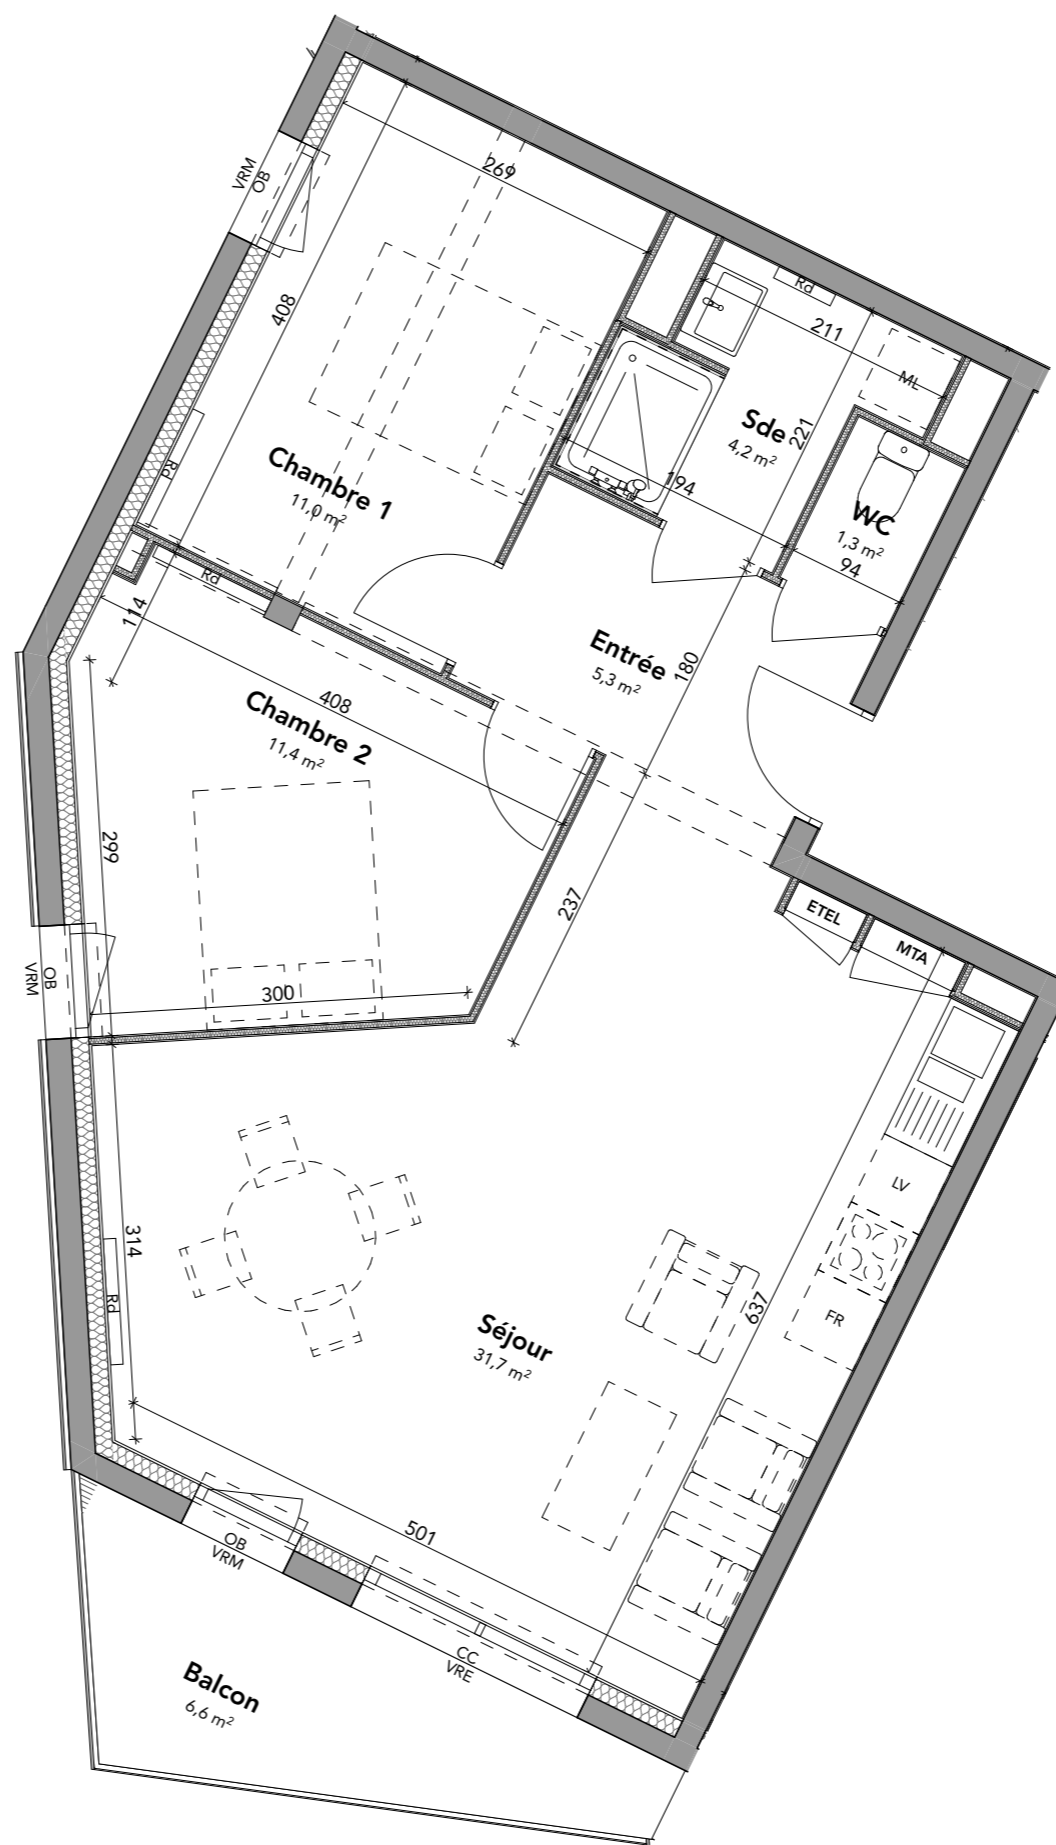 269
VRM
OB
408
Rd
211
ML
221
Sde
4,2 m²
Chambre 1
11,0 m²
194
WC
1,3 m²
94
Rd
Rd
114
Entrée
5,3 m²
180
408
Chambre 2
11,4 m²
299
237
ETEL
MTA
OB
VRM
300
LV
314
Rd
FR
637
Séjour
31,7 m²
501
OB
VRM
CC
VRE
Balcon
6,6 m²